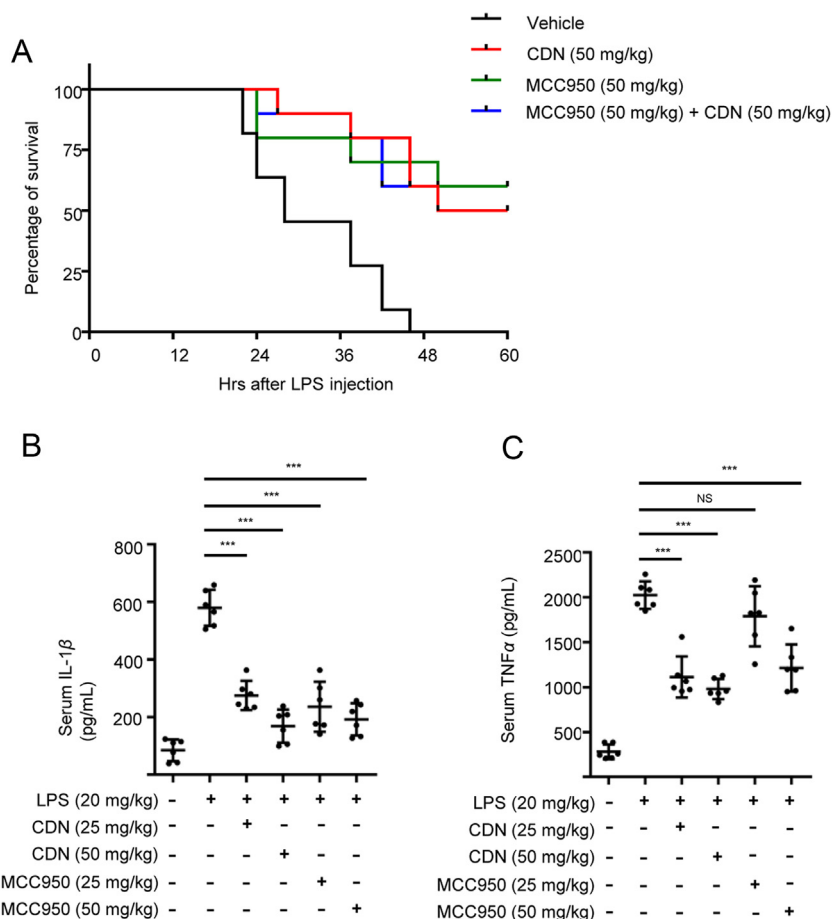 Vehicle
CDN (50 mg/kg)
MCC950 (50 mg/kg)
MCC950 (50 mg/kg) + CDN (50 mg/kg)
A
Percentage of survival
100
75
50
25
0
0 12 24 36 48 60
Hrs after LPS injection
B
***
***
***
***
Serum IL-1β
(pg/mL)
800
600
400
200
LPS (20 mg/kg) - + + + + +
CDN (25 mg/kg) - - + - - -
CDN (50 mg/kg) - - - + - -
MCC950 (25 mg/kg) - - - - + -
MCC950 (50 mg/kg) - - - - - +
C
***
NS
***
***
Serum TNFα (pg/mL)
2500
2000
1500
1000
500
LPS (20 mg/kg) - + + + + +
CDN (25 mg/kg) - - + - - -
CDN (50 mg/kg) - - - + - -
MCC950 (25 mg/kg) - - - - + -
MCC950 (50 mg/kg) - - - - - +